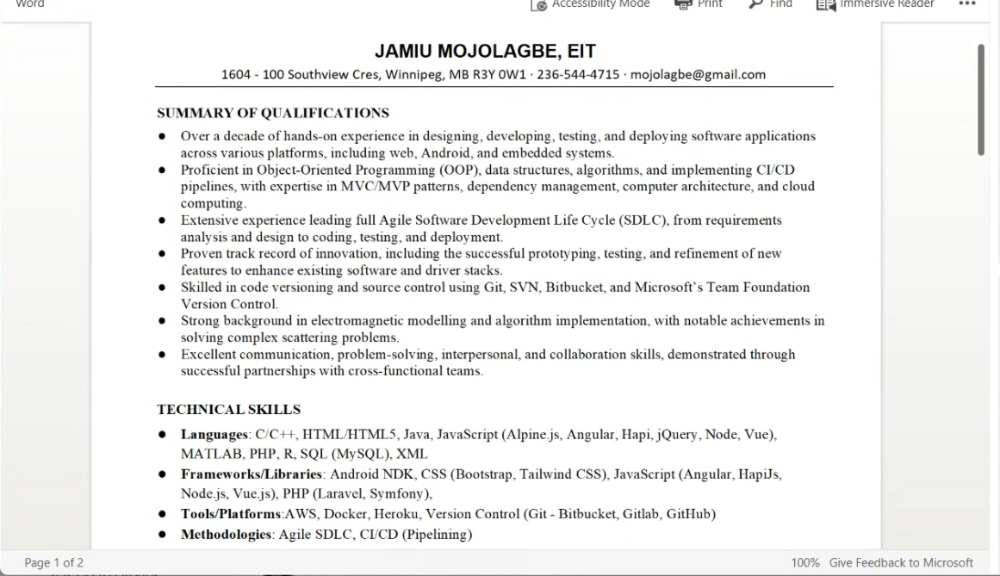 Word
Accessibility Mode Print Find Immersive Reader •••
JAMIU MOJOLAGBE, EIT
1604 - 100 Southview Cres, Winnipeg, MB R3Y 0W1 · 236-544-4715 · mojolagbe@gmail.com
SUMMARY OF QUALIFICATIONS
● Over a decade of hands-on experience in designing, developing, testing, and deploying software applications
across various platforms, including web, Android, and embedded systems.
● Proficient in Object-Oriented Programming (OOP), data structures, algorithms, and implementing CI/CD
pipelines, with expertise in MVC/MVP patterns, dependency management, computer architecture, and cloud
computing.
● Extensive experience leading full Agile Software Development Life Cycle (SDLC), from requirements
analysis and design to coding, testing, and deployment.
● Proven track record of innovation, including the successful prototyping, testing, and refinement of new
features to enhance existing software and driver stacks.
● Skilled in code versioning and source control using Git, SVN, Bitbucket, and Microsoft's Team Foundation
Version Control.
● Strong background in electromagnetic modelling and algorithm implementation, with notable achievements in
solving complex scattering problems.
● Excellent communication, problem-solving, interpersonal, and collaboration skills, demonstrated through
successful partnerships with cross-functional teams.
TECHNICAL SKILLS
● Languages: C/C++, HTML/HTML5, Java, JavaScript (Alpine.js, Angular, Hapi, jQuery, Node, Vue),
MATLAB, PHP, R, SQL (MySQL), XML
● Frameworks/Libraries: Android NDK, CSS (Bootstrap, Tailwind CSS), JavaScript (Angular, HapiJs,
Node.js, Vue.js), PHP (Laravel, Symfony),
● Tools/Platforms:AWS, Docker, Heroku, Version Control (Git - Bitbucket, Gitlab, GitHub)
● Methodologies: Agile SDLC, CI/CD (Pipelining)
Page 1 of 2 100% Give Feedback to Microsoft